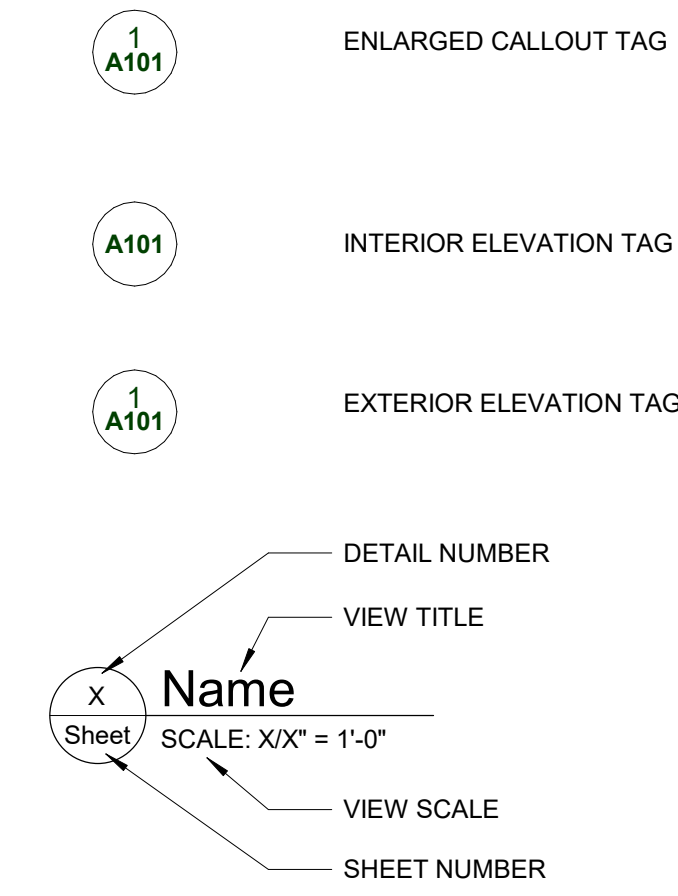 1
A101
ENLARGED CALLOUT TAG
A101
INTERIOR ELEVATION TAG
1
A101
EXTERIOR ELEVATION TAG
DETAIL NUMBER
VIEW TITLE
X
Name
Sheet
SCALE: X/X" = 1'-0"
VIEW SCALE
SHEET NUMBER